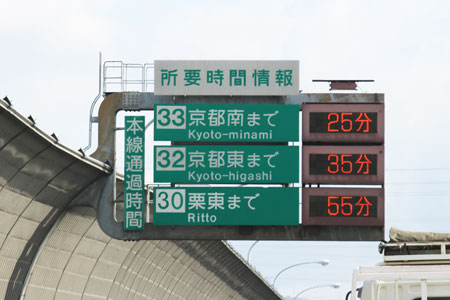 所要時間情報
本線通過時間
33 京都南まで 25分
Kyoto-minami
32 京都東まで 35分
Kyoto-higashi
30 栗東まで 55分
Ritto